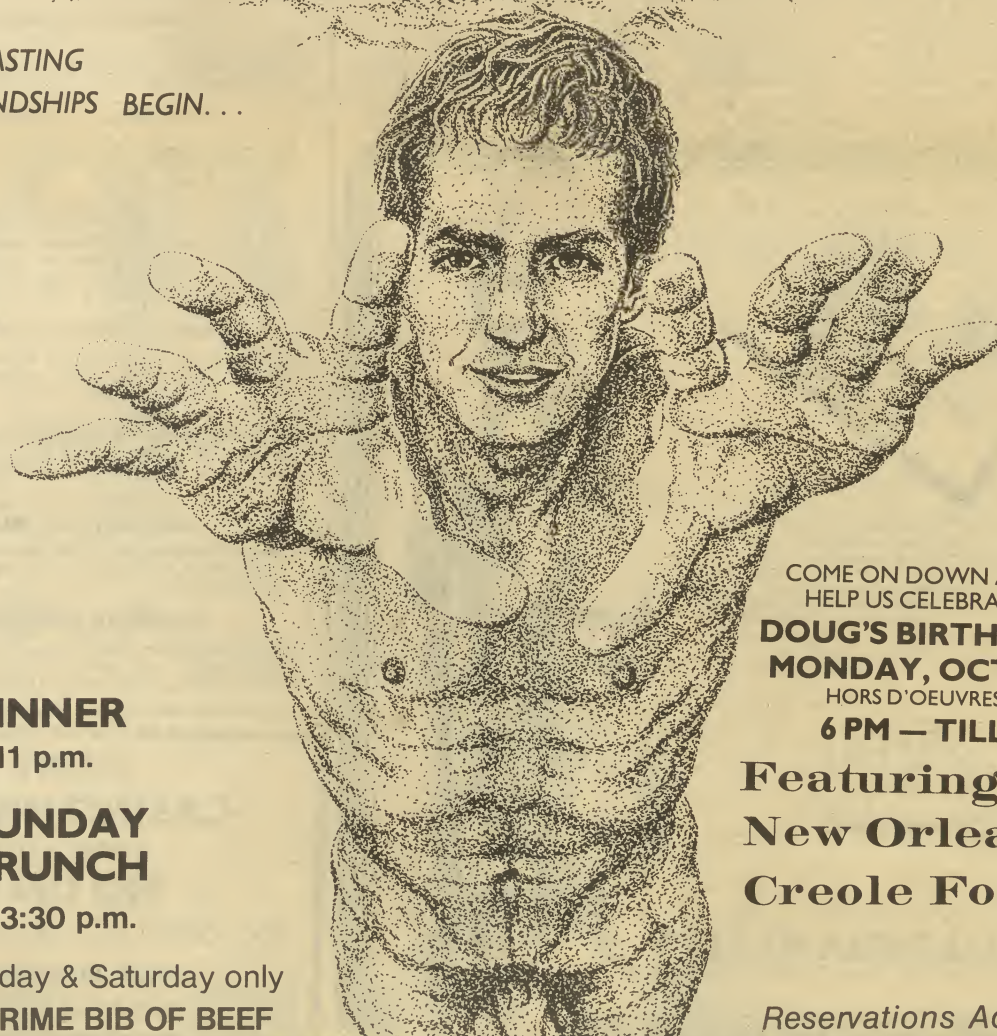 ASTING
NDSHIPS BEGIN...
COME ON DOWN
HELP US CELEBRA
DOUG'S BIRTH
MONDAY, OCT
HORS D'OEUVRES
6 PM — TILL
Featuring
New Orlea
Creole Fo
INNER
11 p.m.
UNDAY
RUNCH
3:30 p.m.
day & Saturday only
RIME BIB OF BEEF
Reservations Ac